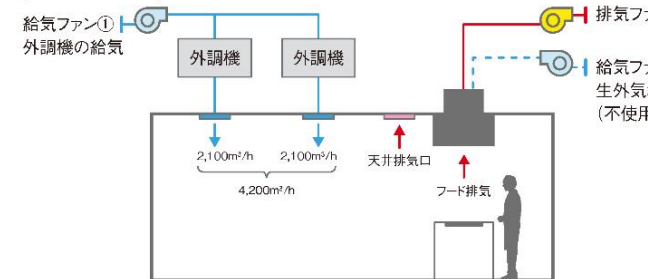 給気ファン①
外調機の給気
外調機
外調機
排気フ
給気フ
生外気
(不使用
2,100m³/h
2,100m³/h
4,200m³/h
天井排気口
フード排気